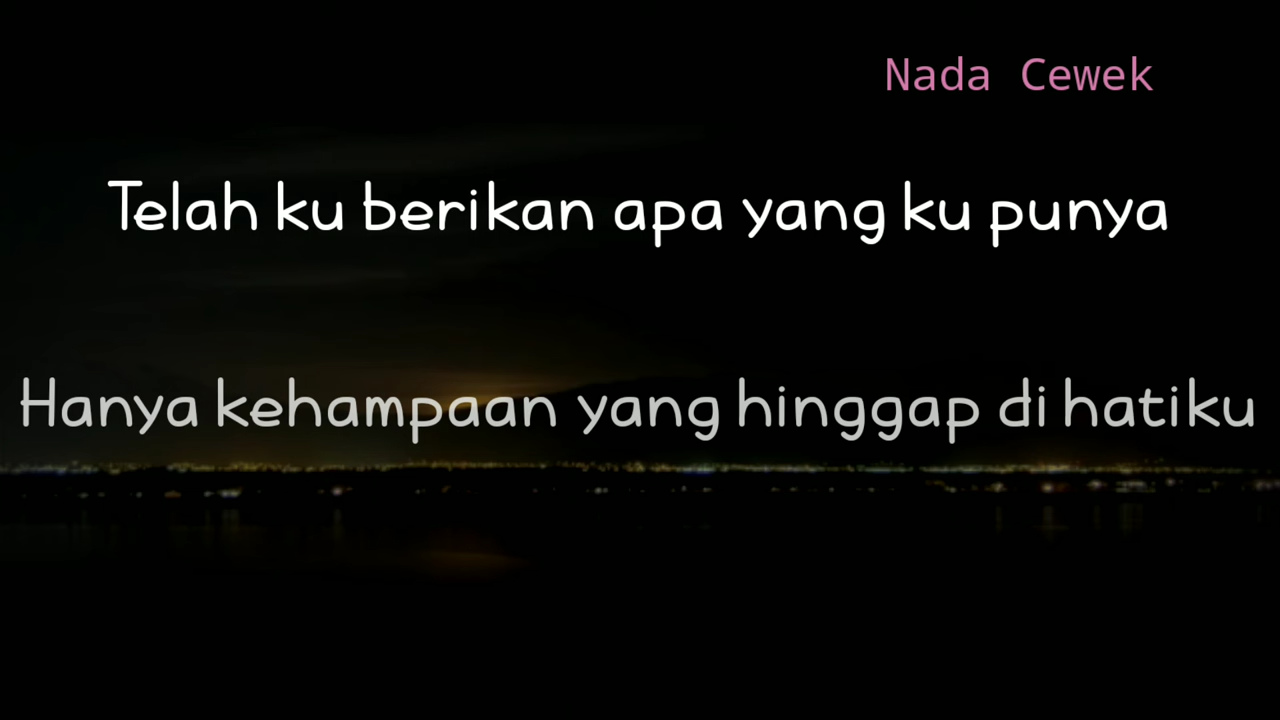 Nada Cewek
Telah ku berikan apa yang ku punya
Hanya kehampaan yang hinggap di hatiku